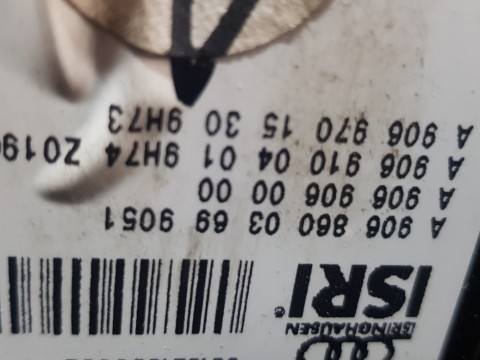 ISRINGHAUSEN
ISRI
A 906 860 03 69 9051
A 906 906 00 00
A 906 910 04 01 9H74
A 906 970 15 30 9H73